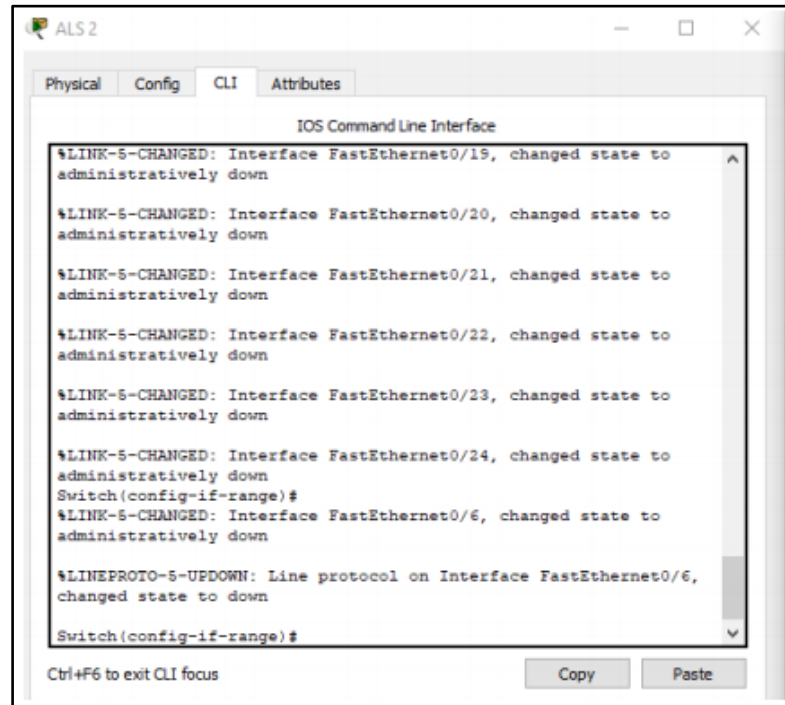 ALS 2
Physical Config CLI Attributes
IOS Command Line Interface
%LINK-5-CHANGED: Interface FastEthernet0/19, changed state to
administratively down
%LINK-5-CHANGED: Interface FastEthernet0/20, changed state to
administratively down
%LINK-5-CHANGED: Interface FastEthernet0/21, changed state to
administratively down
%LINK-5-CHANGED: Interface FastEthernet0/22, changed state to
administratively down
%LINK-5-CHANGED: Interface FastEthernet0/23, changed state to
administratively down
%LINK-5-CHANGED: Interface FastEthernet0/24, changed state to
administratively down
Switch(config-if-range)#
%LINK-5-CHANGED: Interface FastEthernet0/6, changed state to
administratively down
%LINEPROTO-5-UPDOWN: Line protocol on Interface FastEthernet0/6,
changed state to down
Switch(config-if-range)#
Ctrl+F6 to exit CLI focus Copy Paste